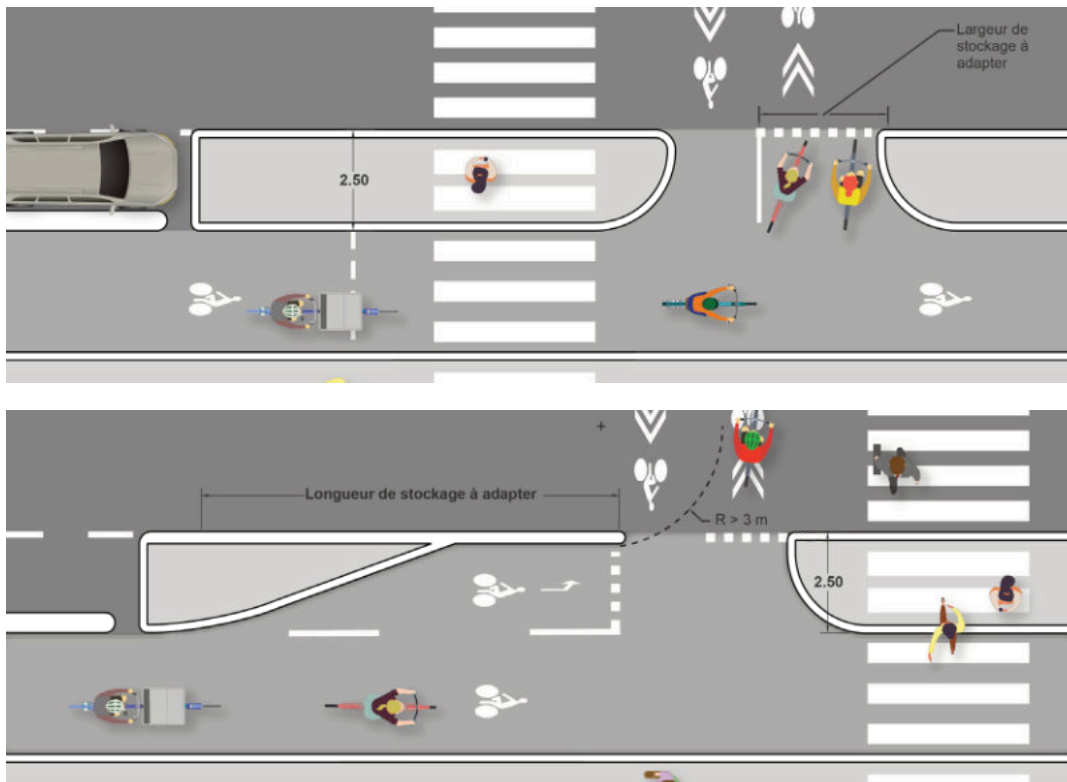 Largeur de
stockage à
adapter
2.50
Longueur de stockage à adapter
R > 3 m
2.50